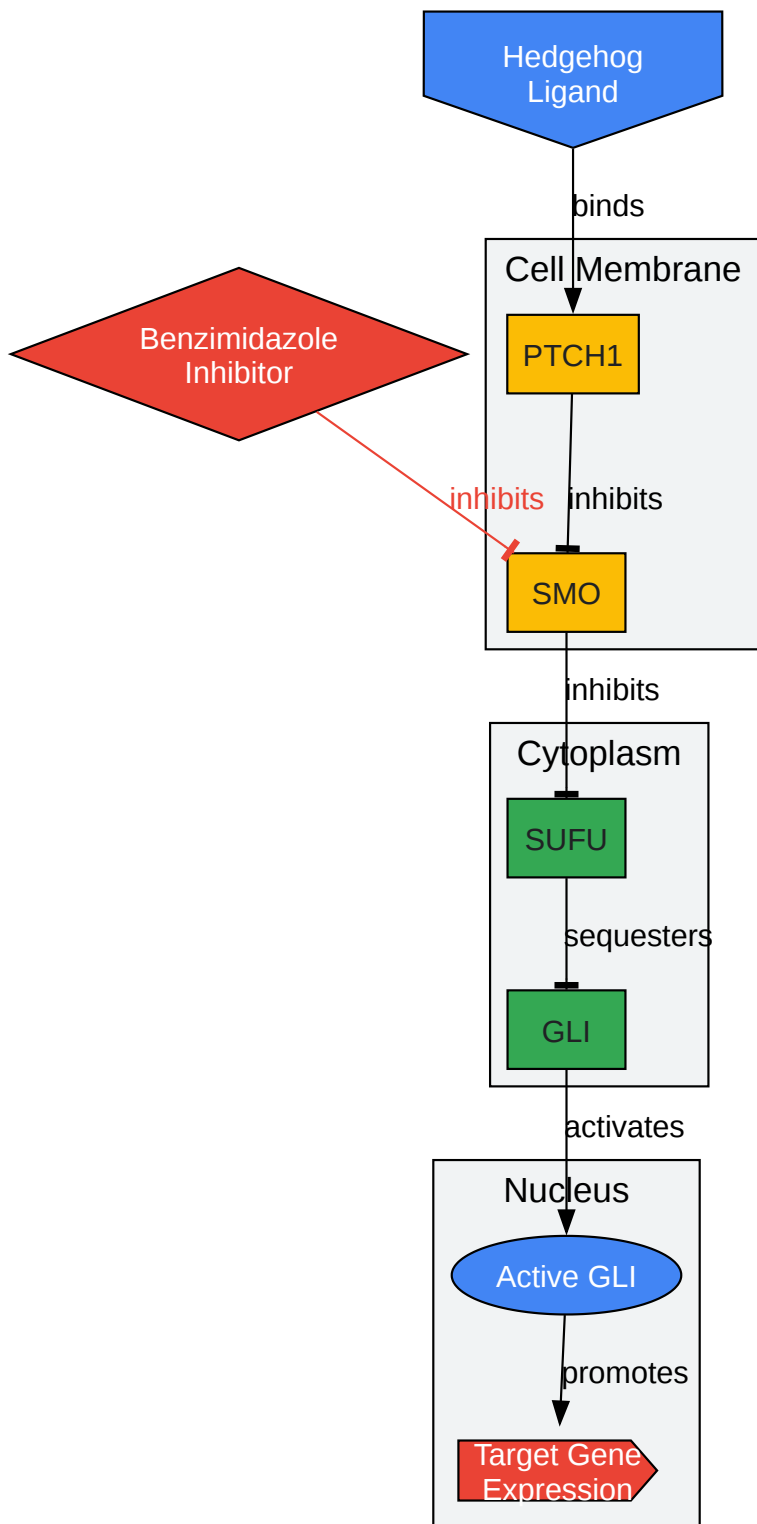 Hedgehog
Ligand
binds
Cell Membrane
Benzimidazole
Inhibitor
PTCH1
inhibits
inhibits
SMO
inhibits
Cytoplasm
SUFU
sequesters
GLI
activates
Nucleus
Active GLI
promotes
Target Gene
Expression